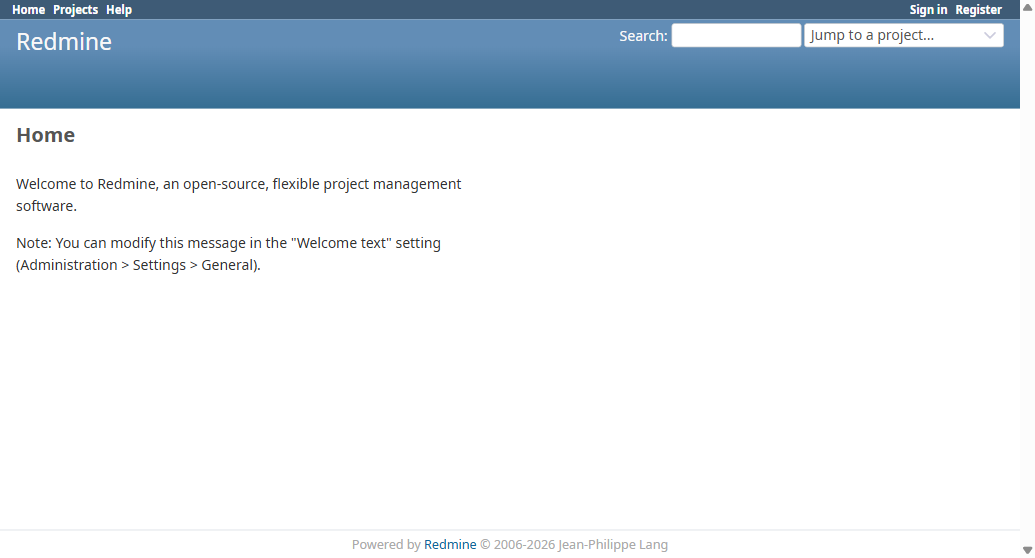 Home Projects Help Sign in Register
Redmine Search: Jump to a project...
Home
Welcome to Redmine, an open-source, flexible project management
software.
Note: You can modify this message in the "Welcome text" setting
(Administration > Settings > General).
Powered by Redmine © 2006-2026 Jean-Philippe Lang